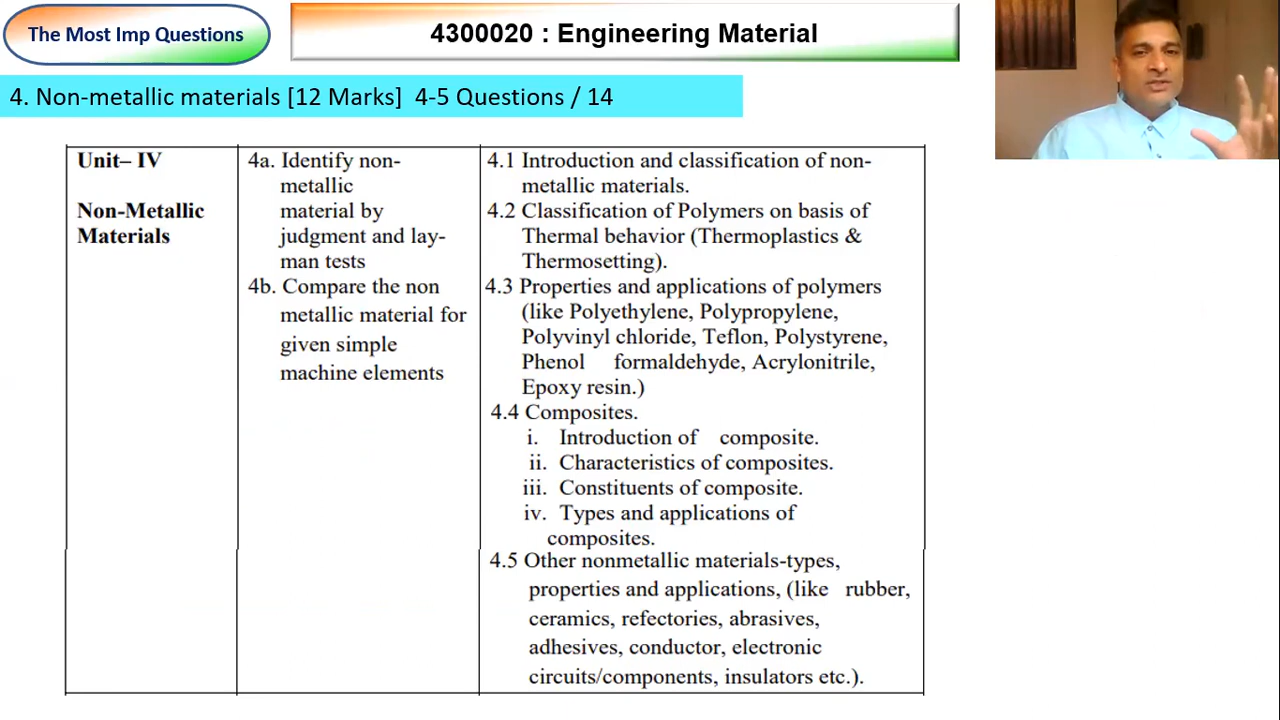 The Most Imp Questions
4300020 : Engineering Material
4. Non-metallic materials [12 Marks]  4-5 Questions / 14
Unit– IV
Non-Metallic
Materials
4a. Identify non-
metallic
material by
judgment and lay-
man tests
4b. Compare the non
metallic material for
given simple
machine elements
4.1 Introduction and classification of non-
metallic materials.
4.2 Classification of Polymers on basis of
Thermal behavior (Thermoplastics &
Thermosetting).
4.3 Properties and applications of polymers
(like Polyethylene, Polypropylene,
Polyvinyl chloride, Teflon, Polystyrene,
Phenol formaldehyde, Acrylonitrile,
Epoxy resin.)
4.4 Composites.
i. Introduction of composite.
ii. Characteristics of composites.
iii. Constituents of composite.
iv. Types and applications of
composites.
4.5 Other nonmetallic materials-types,
properties and applications, (like rubber,
ceramics, refectories, abrasives,
adhesives, conductor, electronic
circuits/components, insulators etc.).